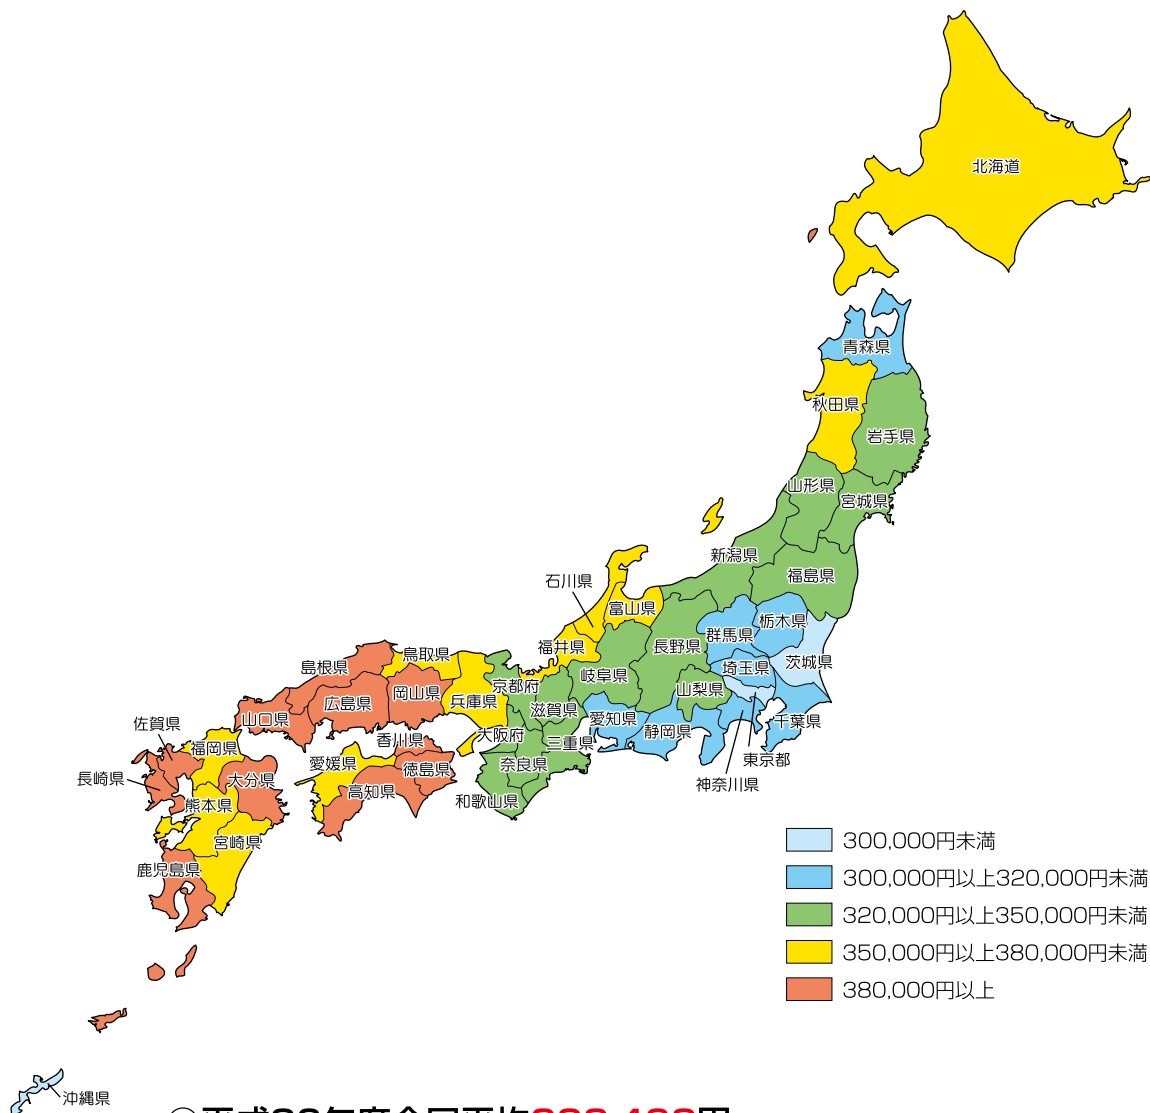 北海道
青森県
秋田県
岩手県
山形県
宮城県
新潟県
福島県
石川県
富山県
栃木県
群馬県
福井県
長野県
茨城県
埼玉県
岐阜県
山梨県
鳥取県
島根県
京都府
岡山県
兵庫県
広島県
滋賀県
愛知県
千葉県
山口県
静岡県
佐賀県
大阪府
香川県
三重県
福岡県
東京都
愛媛県
奈良県
徳島県
長崎県
大分県
神奈川県
高知県
和歌山県
熊本県
宮崎県
鹿児島県
300,000円未満
300,000円以上320,000円未満
320,000円以上350,000円未満
350,000円以上380,000円未満
380,000円以上
沖縄県